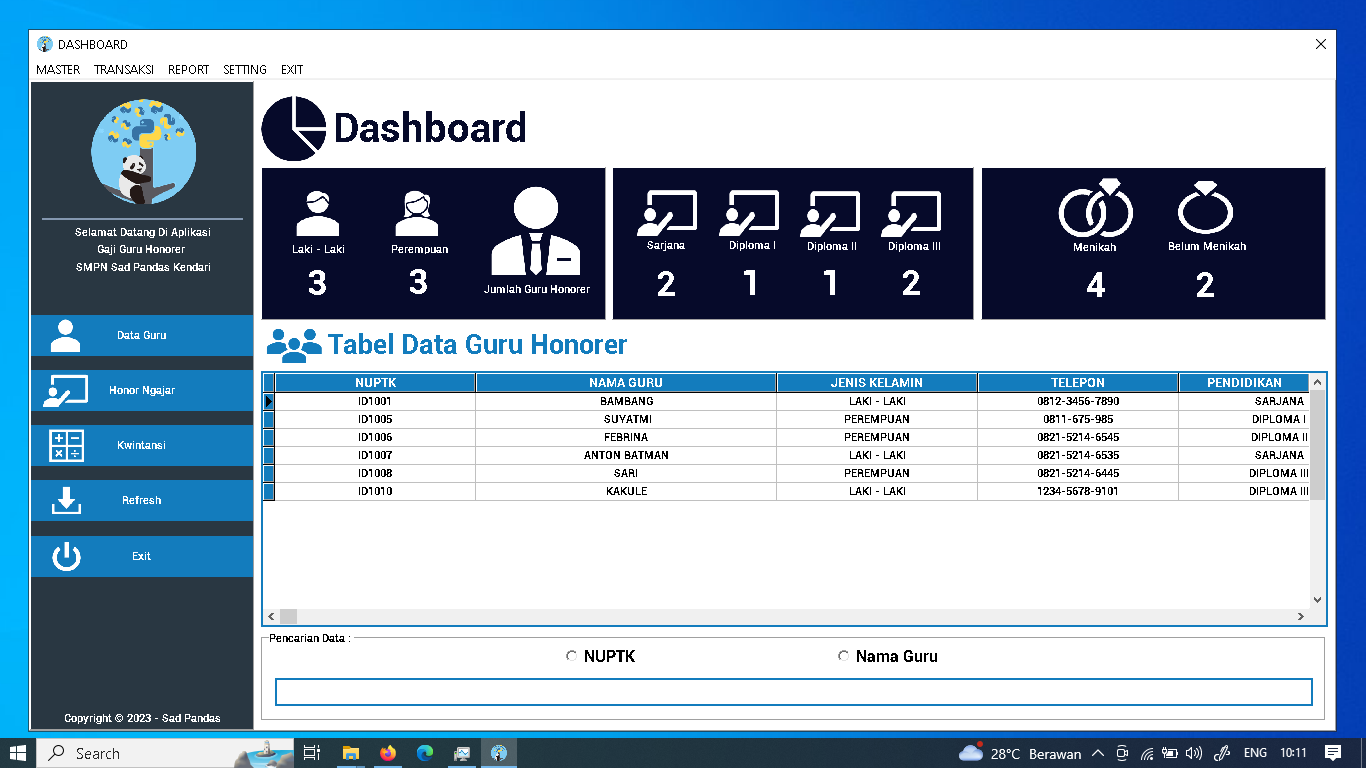 DASHBOARD
MASTER TRANSAKSI REPORT SETTING EXIT
Selamat Datang Di Aplikasi
Gaji Guru Honorer
SMPN Sad Pandas Kendari
Data Guru
Honor Ngajar
Kwintansi
Refresh
Exit
Copyright © 2023 - Sad Pandas
Dashboard
Laki - Laki Perempuan Jumlah Guru Honorer
3 3
Sarjana Diploma I Diploma II Diploma III
2 1 1 2
Menikah Belum Menikah
4 2
Tabel Data Guru Honorer
NUPTK NAMA GURU JENIS KELAMIN TELEPON PENDIDIKAN
ID1001 BAMBANG LAKI - LAKI 0812-3456-7890 SARJANA
ID1005 SUYATMI PEREMPUAN 0811-675-985 DIPLOMA I
ID1006 FEBRINA PEREMPUAN 0821-5214-6545 DIPLOMA II
ID1007 ANTON BATMAN LAKI - LAKI 0821-5214-6535 SARJANA
ID1008 SARI PEREMPUAN 0821-5214-6445 DIPLOMA III
ID1010 KAKULE LAKI - LAKI 1234-5678-9101 DIPLOMA III
Pencarian Data :
NUPTK Nama Guru
Search 28°C Berawan ENG 10:11